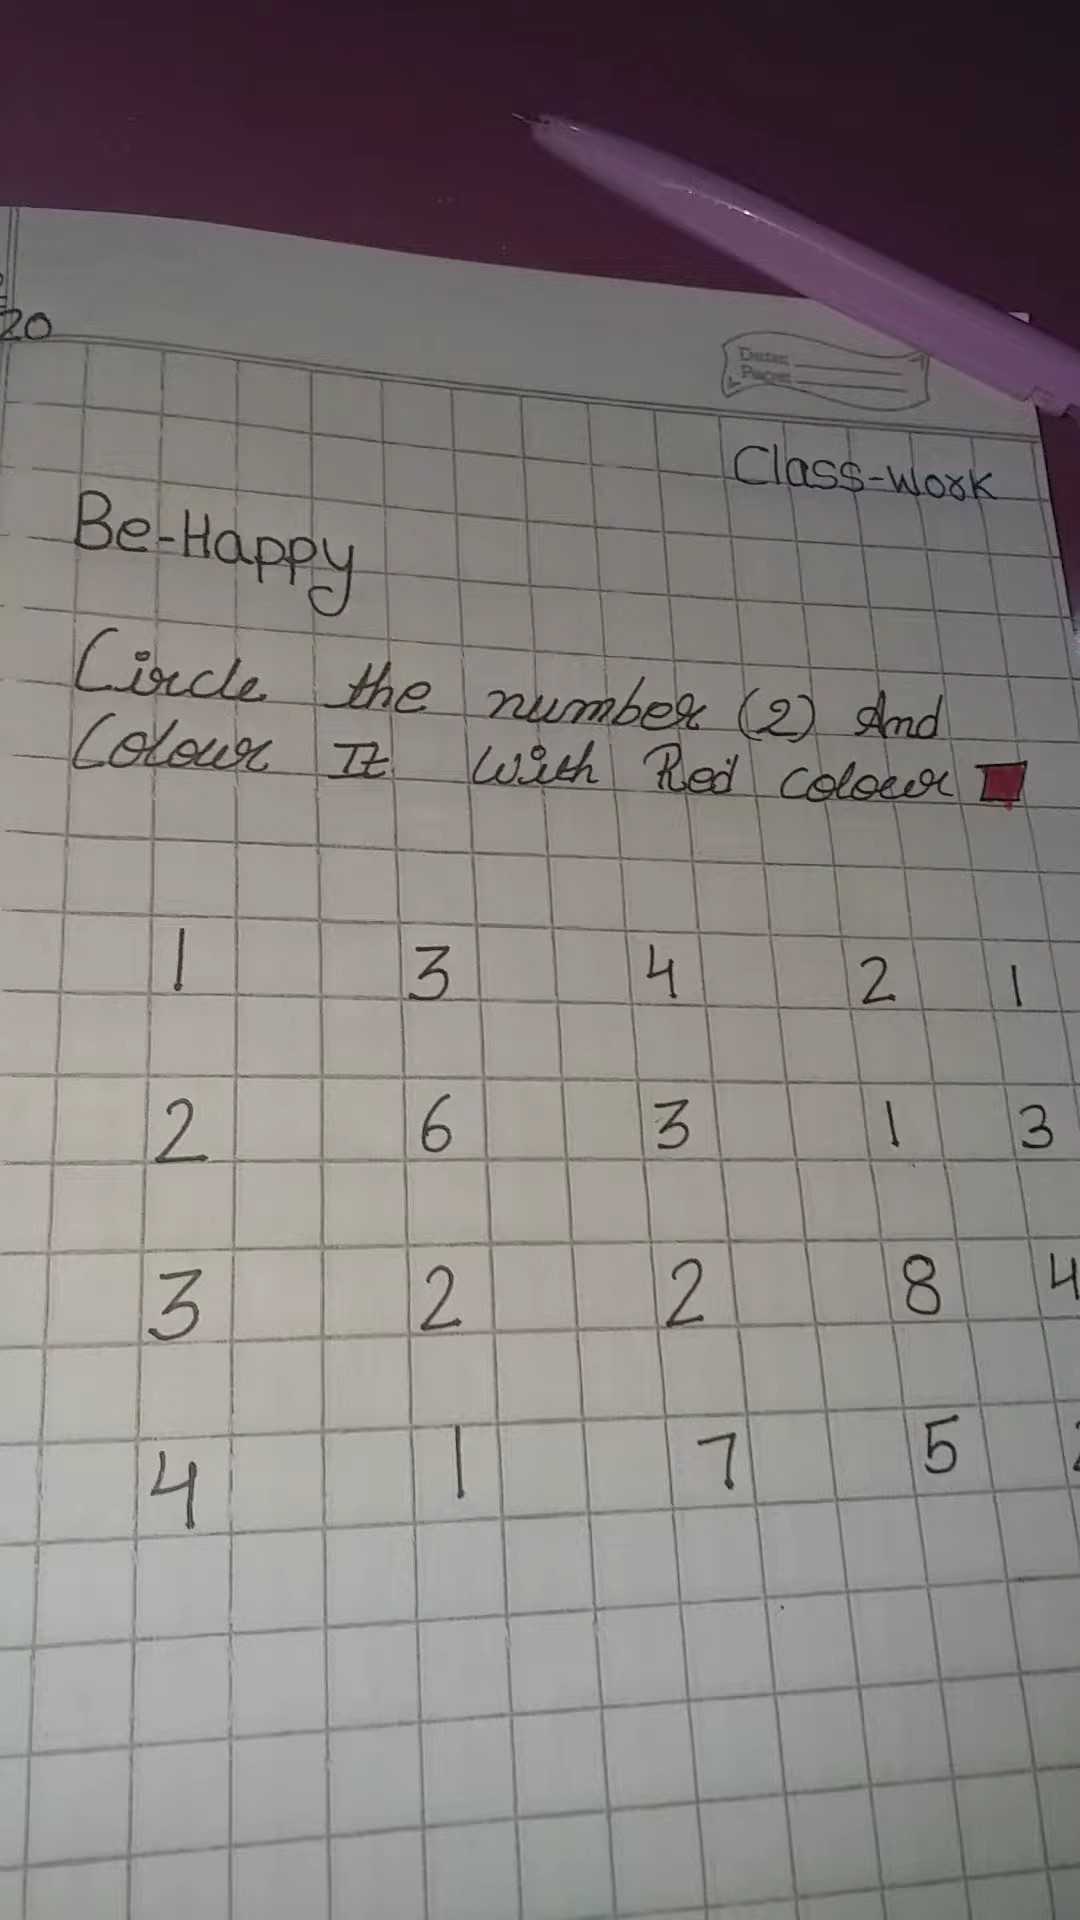 20
Date:
Page:
Class-work
Be-Happy
Circle the number (2) And
Colour It With Red colour
1 3 4 2 1
2 6 3 1 3
3 2 2 8 4
4 1 7 5